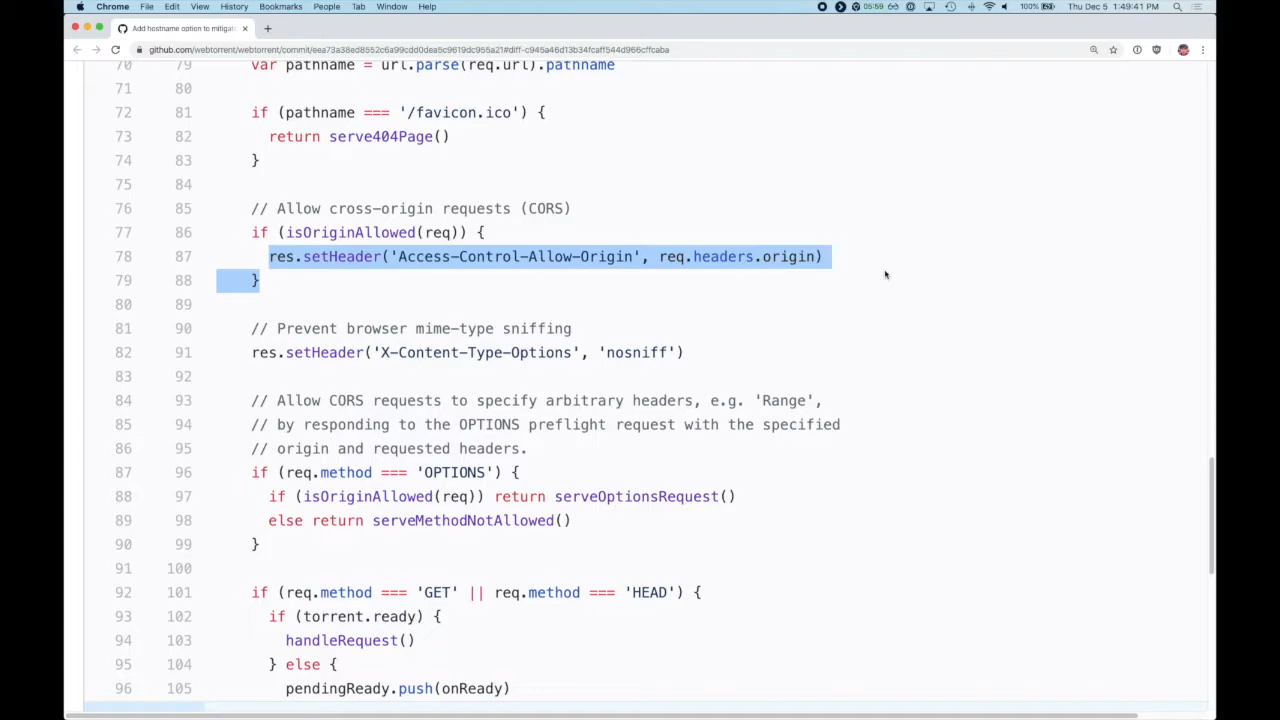 Chrome File Edit View History Bookmarks People Tab Window Help 05:59 100% Thu Dec 5 1:49:41 PM
Add hostname option to mitigat
github.com/webtorrent/webtorrent/commit/eea73a38ed8552c6a99cdd0dea5c9619dc955a21#diff-c945a46d13b34fcaff544d966cffcaba
70 79 var pathname = url.parse(req.url).pathname
71 80
72 81 if (pathname === '/favicon.ico') {
73 82 return serve404Page()
74 83 }
75 84
76 85 // Allow cross-origin requests (CORS)
77 86 if (isOriginAllowed(req)) {
78 87 res.setHeader('Access-Control-Allow-Origin', req.headers.origin)
79 88 }
80 89
81 90 // Prevent browser mime-type sniffing
82 91 res.setHeader('X-Content-Type-Options', 'nosniff')
83 92
84 93 // Allow CORS requests to specify arbitrary headers, e.g. 'Range',
85 94 // by responding to the OPTIONS preflight request with the specified
86 95 // origin and requested headers.
87 96 if (req.method === 'OPTIONS') {
88 97 if (isOriginAllowed(req)) return serveOptionsRequest()
89 98 else return serveMethodNotAllowed()
90 99 }
91 100
92 101 if (req.method === 'GET' || req.method === 'HEAD') {
93 102 if (torrent.ready) {
94 103 handleRequest()
95 104 } else {
96 105 pendingReady.push(onReady)